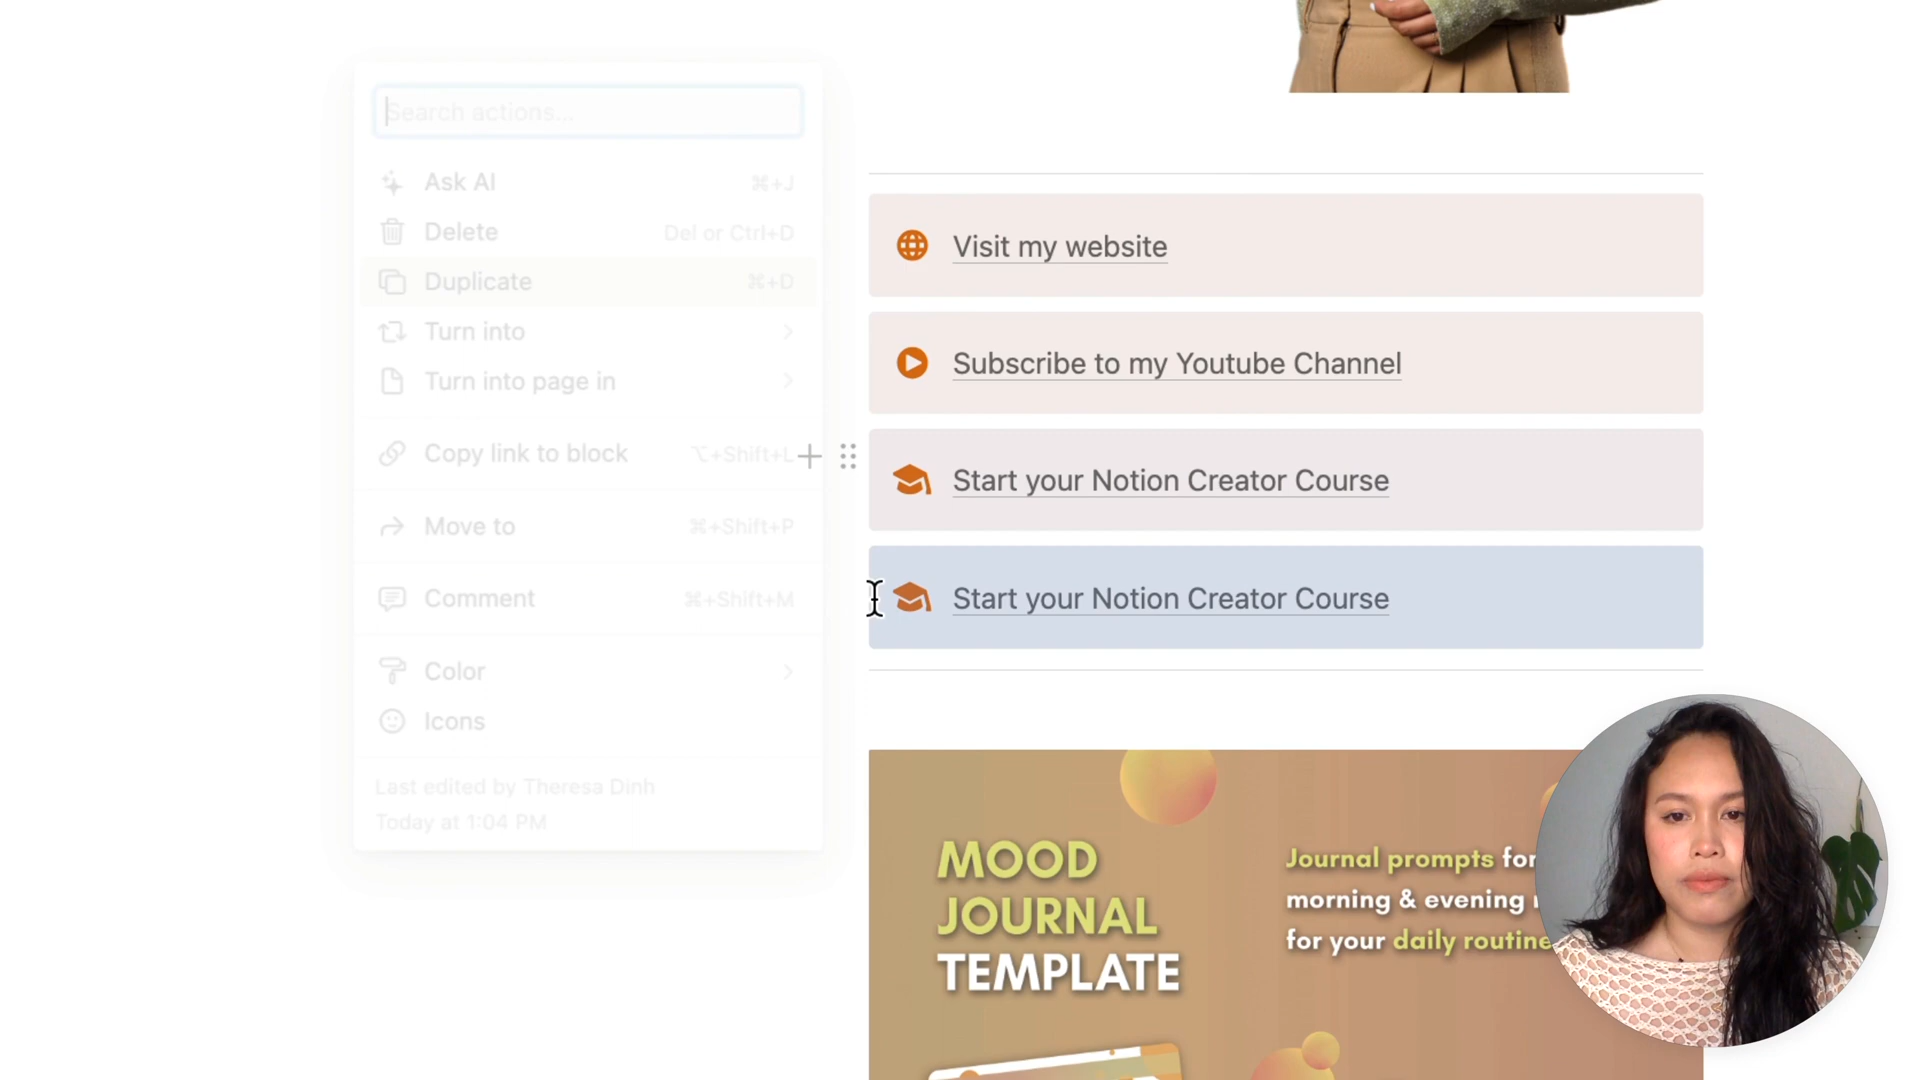 Search actions...
Ask AI ⌘+J
Delete Del or Ctrl+D
Duplicate ⌘+D
Turn into
Turn into page in
Copy link to block ⌥+Shift+L
Move to ⌘+Shift+P
Comment ⌘+Shift+M
Color
Icons
Last edited by Theresa Dinh
Today at 1:04 PM
Visit my website
Subscribe to my Youtube Channel
Start your Notion Creator Course
Start your Notion Creator Course
MOOD
JOURNAL
TEMPLATE
Journal prompts for
morning & evening
for your daily routine